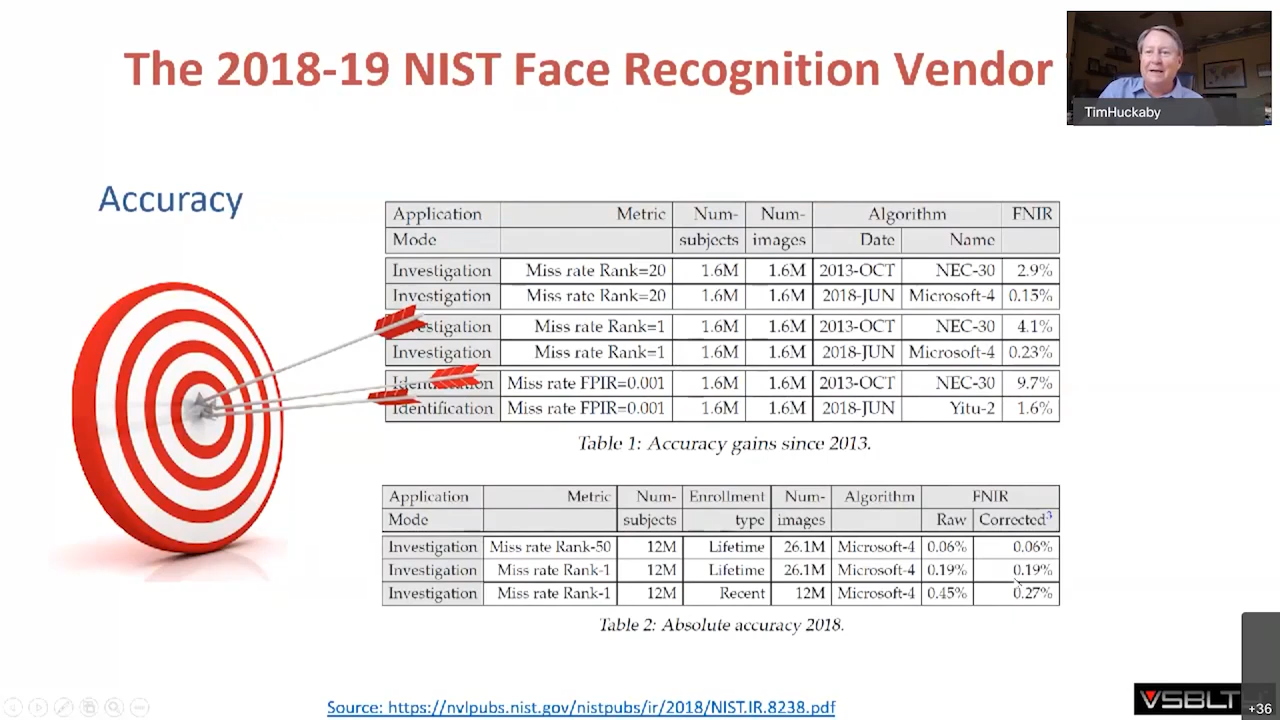 The 2018-19 NIST Face Recognition Vendor
TimHuckaby
Accuracy
Application Metric Num- Num- Algorithm FNIR
Mode subjects images Date Name
Investigation Miss rate Rank=20 1.6M 1.6M 2013-OCT NEC-30 2.9%
Investigation Miss rate Rank=20 1.6M 1.6M 2018-JUN Microsoft-4 0.15%
estigation Miss rate Rank=1 1.6M 1.6M 2013-OCT NEC-30 4.1%
Investigation Miss rate Rank=1 1.6M 1.6M 2018-JUN Microsoft-4 0.23%
Identification Miss rate FPIR=0.001 1.6M 1.6M 2013-OCT NEC-30 9.7%
Identification Miss rate FPIR=0.001 1.6M 1.6M 2018-JUN Yitu-2 1.6%
Table 1: Accuracy gains since 2013.
Application Metric Num- Enrollment Num- Algorithm FNIR
Mode subjects type images Raw Corrected3
Investigation Miss rate Rank-50 12M Lifetime 26.1M Microsoft-4 0.06% 0.06%
Investigation Miss rate Rank-1 12M Lifetime 26.1M Microsoft-4 0.19% 0.19%
Investigation Miss rate Rank-1 12M Recent 12M Microsoft-4 0.45% 0.27%
Table 2: Absolute accuracy 2018.
Source: https://nvlpubs.nist.gov/nistpubs/ir/2018/NIST.IR.8238.pdf
VSBLT
+36